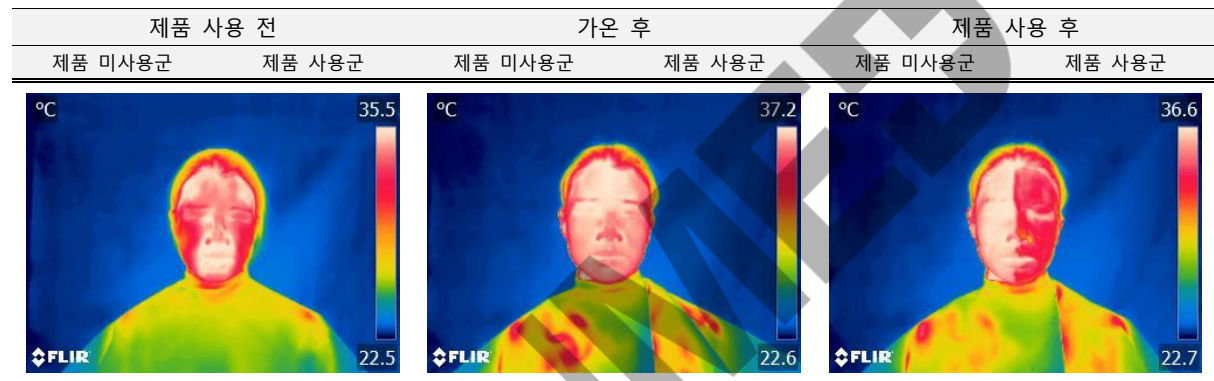 제품 사용 전 가온 후 제품 사용 후
제품 미사용군 제품 사용군 제품 미사용군 제품 사용군 제품 미사용군 제품 사용군
°C 35.5 °C 37.2 °C 36.6
FLIR 22.5 FLIR 22.6 FLIR 22.7